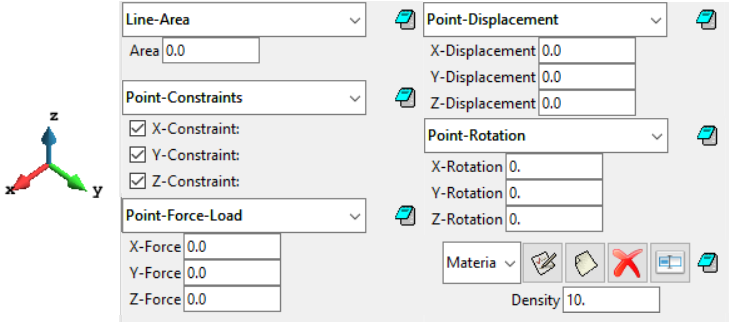 z
x
y
Line-Area
Area 0.0
Point-Constraints
X-Constraint:
Y-Constraint:
Z-Constraint:
Point-Force-Load
X-Force 0.0
Y-Force 0.0
Z-Force 0.0
Point-Displacement
X-Displacement 0.0
Y-Displacement 0.0
Z-Displacement 0.0
Point-Rotation
X-Rotation 0.
Y-Rotation 0.
Z-Rotation 0.
Materia
Density 10.